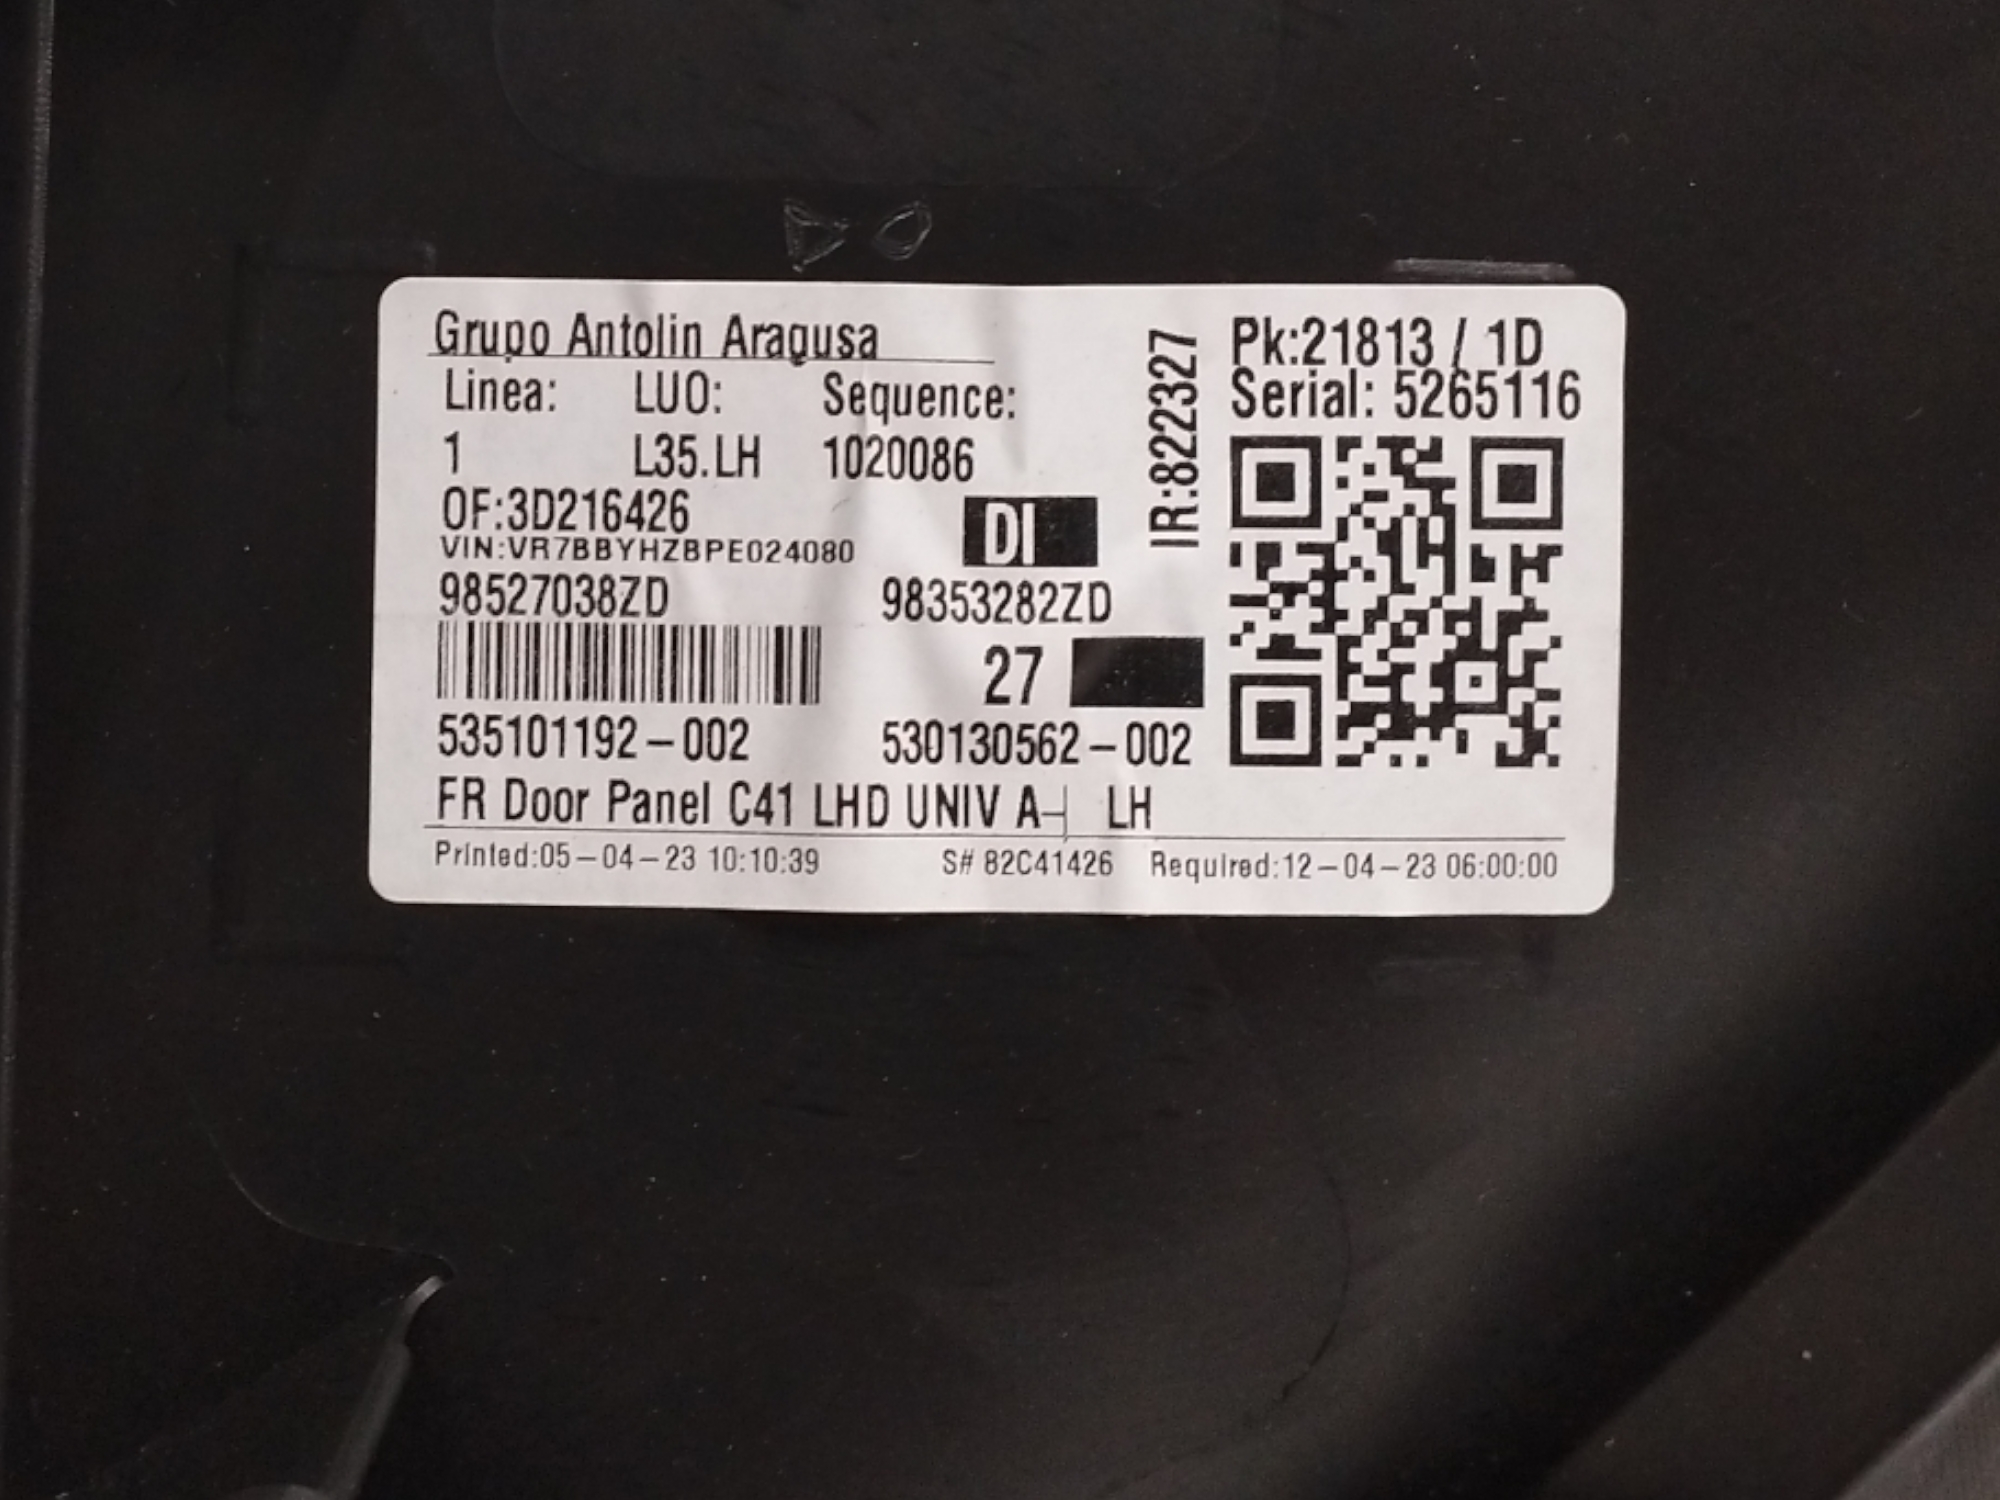 Grupo Antolin Aragusa
Linea: LUO: Sequence:
1 L35.LH 1020086
OF:3D216426
DI
VIN:VR7BBYHZBPE024080
98527038ZD 98353282ZD
27
535101192-002 530130562-002
FR Door Panel C41 LHD UNIV A- LH
Printed:05-04-23 10:10:39 S# 82C41426 Required:12-04-23 06:00:00
IR:822327
Pk:21813 / 1D
Serial: 5265116